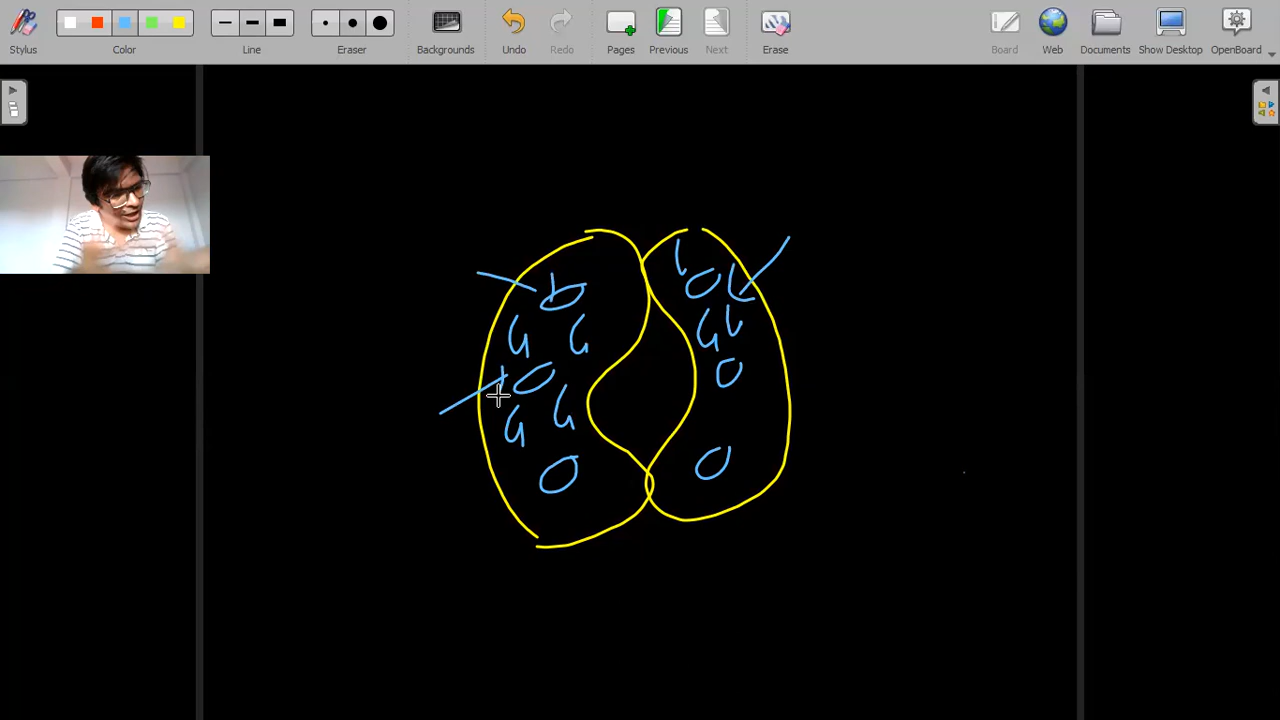 Stylus
Color
Line
Eraser
Backgrounds
Undo
Redo
Pages
Previous
Next
Erase
Board
Web
Documents
Show Desktop
OpenBoard